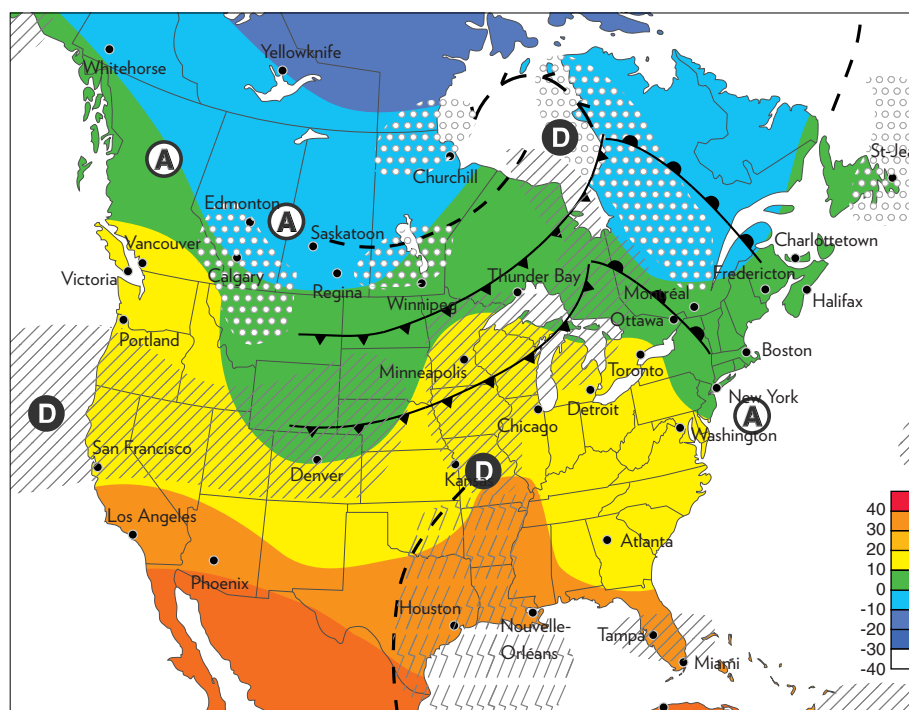 Yellowknife
Whitehorse
D
A
St-Je
Churchill
Edmonton
A
Saskatoon
Charlottetown
Vancouver
Victoria
Calgary
Regina
Winnipeg
Thunder Bay
Fredericton
Montréal
Halifax
Ottawa
Portland
Boston
Minneapolis
Toronto
New York
Detroit
D
A
Chicago
Washington
San Francisco
Denver
D
Kansas
Los Angeles
Atlanta
Phoenix
Houston
Nouvelle-
Orléans
Tampa
Miami
40
30
20
10
0
-10
-20
-30
-40